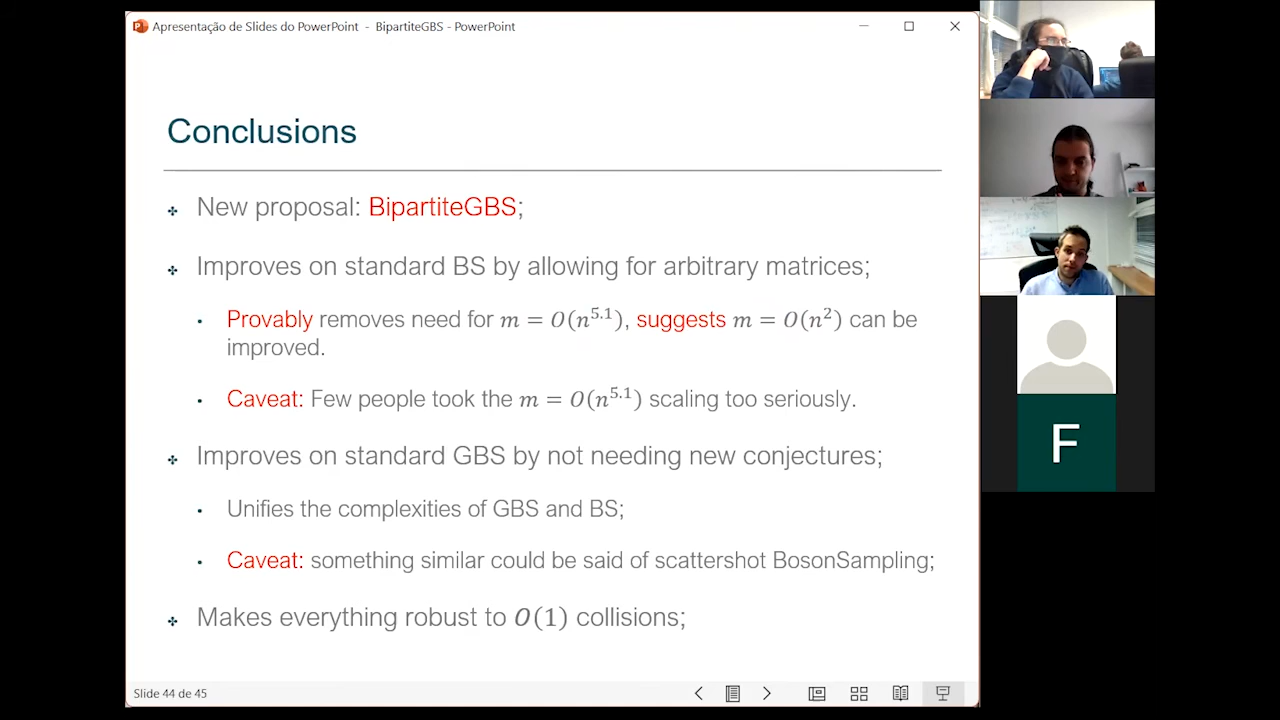 Apresentação de Slides do PowerPoint - BipartiteGBS - PowerPoint
Conclusions
New proposal: BipartiteGBS;
Improves on standard BS by allowing for arbitrary matrices;
Provably removes need for m = O(n^5.1), suggests m = O(n^2) can be
improved.
Caveat: Few people took the m = O(n^5.1) scaling too seriously.
Improves on standard GBS by not needing new conjectures;
Unifies the complexities of GBS and BS;
Caveat: something similar could be said of scattershot BosonSampling;
Makes everything robust to O(1) collisions;
Slide 44 de 45
F